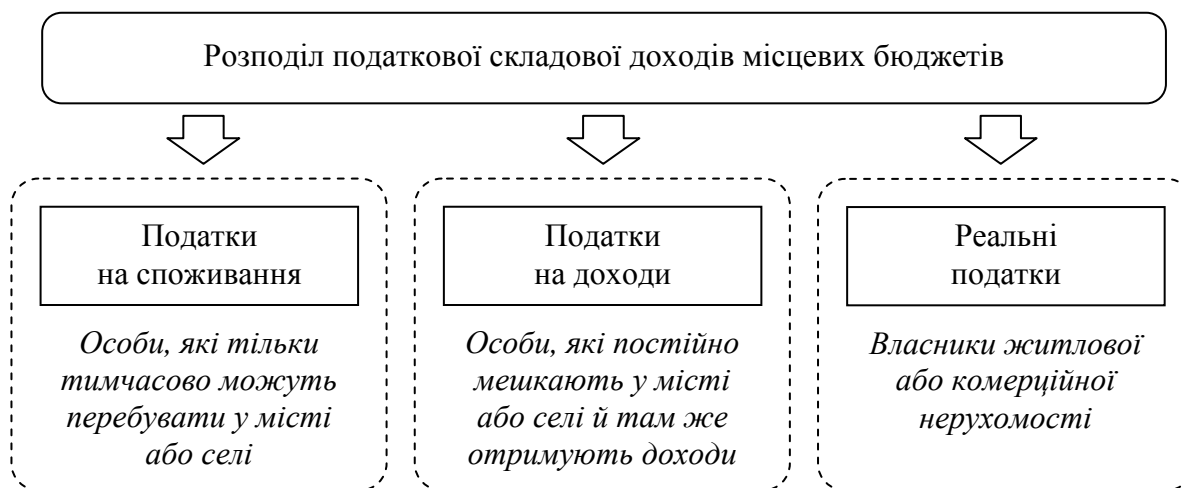 Розподіл податкової складової доходів місцевих бюджетів
Податки
на споживання
Особи, які тільки
тимчасово можуть
перебувати у місті
або селі
Податки
на доходи
Особи, які постійно
мешкають у місті
або селі й там же
отримують доходи
Реальні
податки
Власники житлової
або комерційної
нерухомості